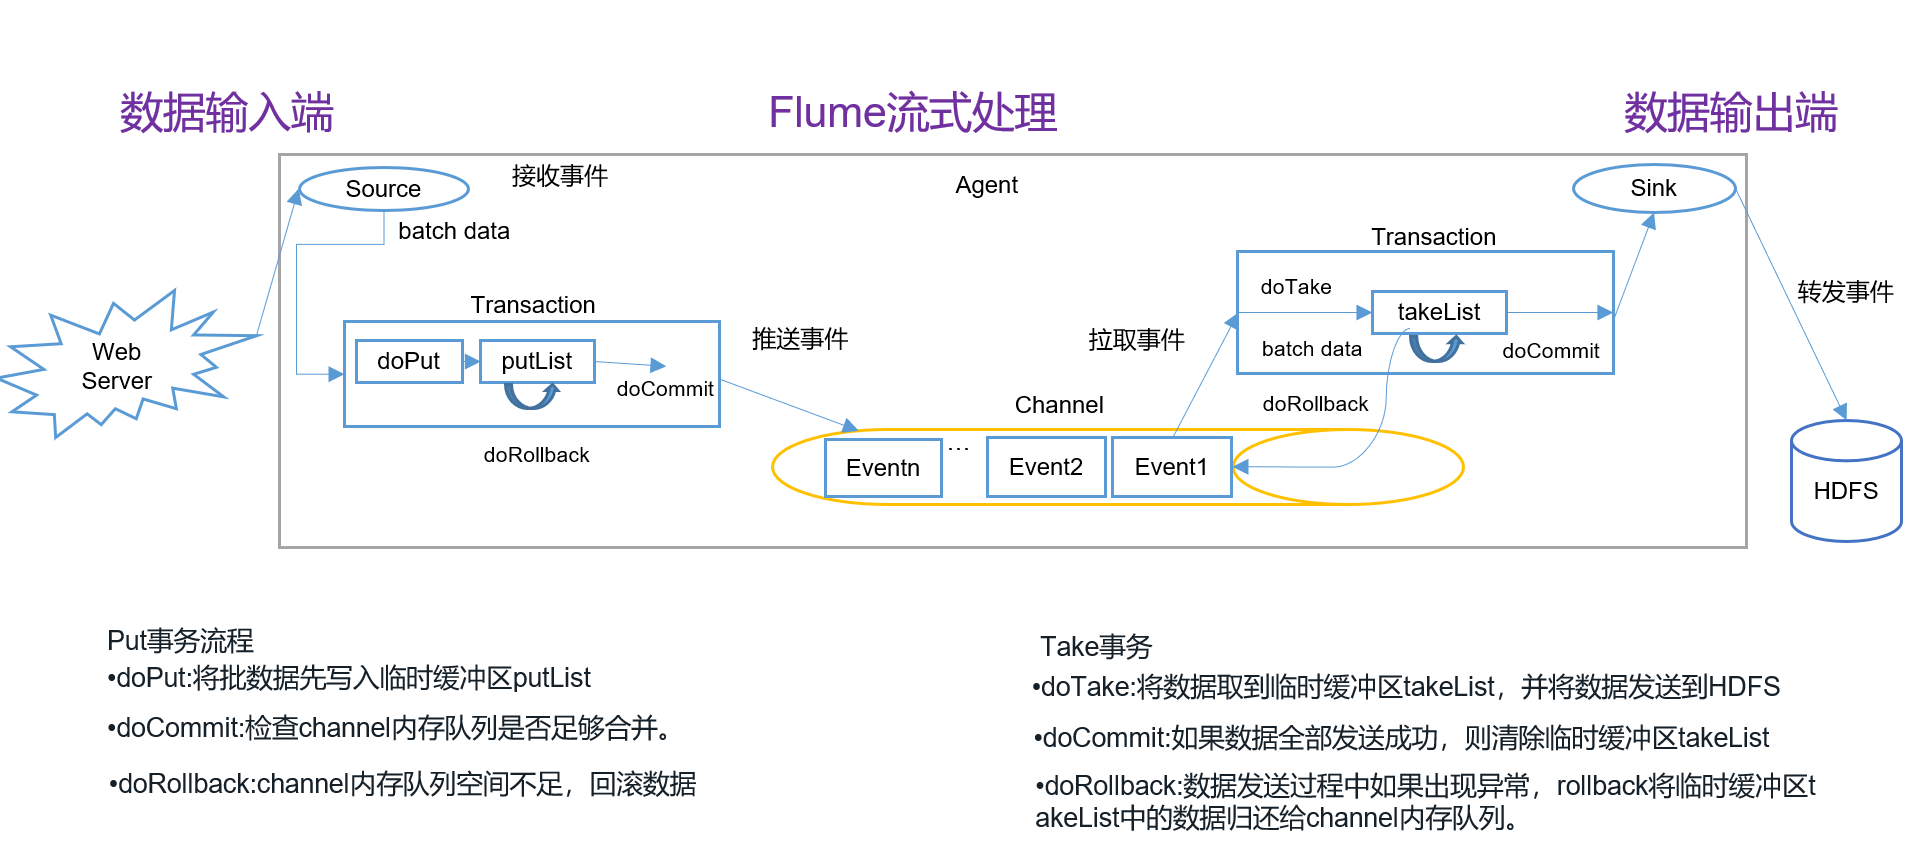 数据输入端
Flume流式处理
数据输出端
Source
接收事件
Agent
Sink
batch data
Transaction
Transaction
doTake
takeList
转发事件
Web
Server
doPut
putList
doCommit
推送事件
拉取事件
batch data
doCommit
doRollback
Channel
doRollback
Eventn
...
Event2
Event1
HDFS
Put事务流程
•doPut:将批数据先写入临时缓冲区putList
•doCommit:检查channel内存队列是否足够合并。
•doRollback:channel内存队列空间不足，回滚数据
Take事务
•doTake:将数据取到临时缓冲区takeList，并将数据发送到HDFS
•doCommit:如果数据全部发送成功，则清除临时缓冲区takeList
•doRollback:数据发送过程中如果出现异常，rollback将临时缓冲区t
akeList中的数据归还给channel内存队列。